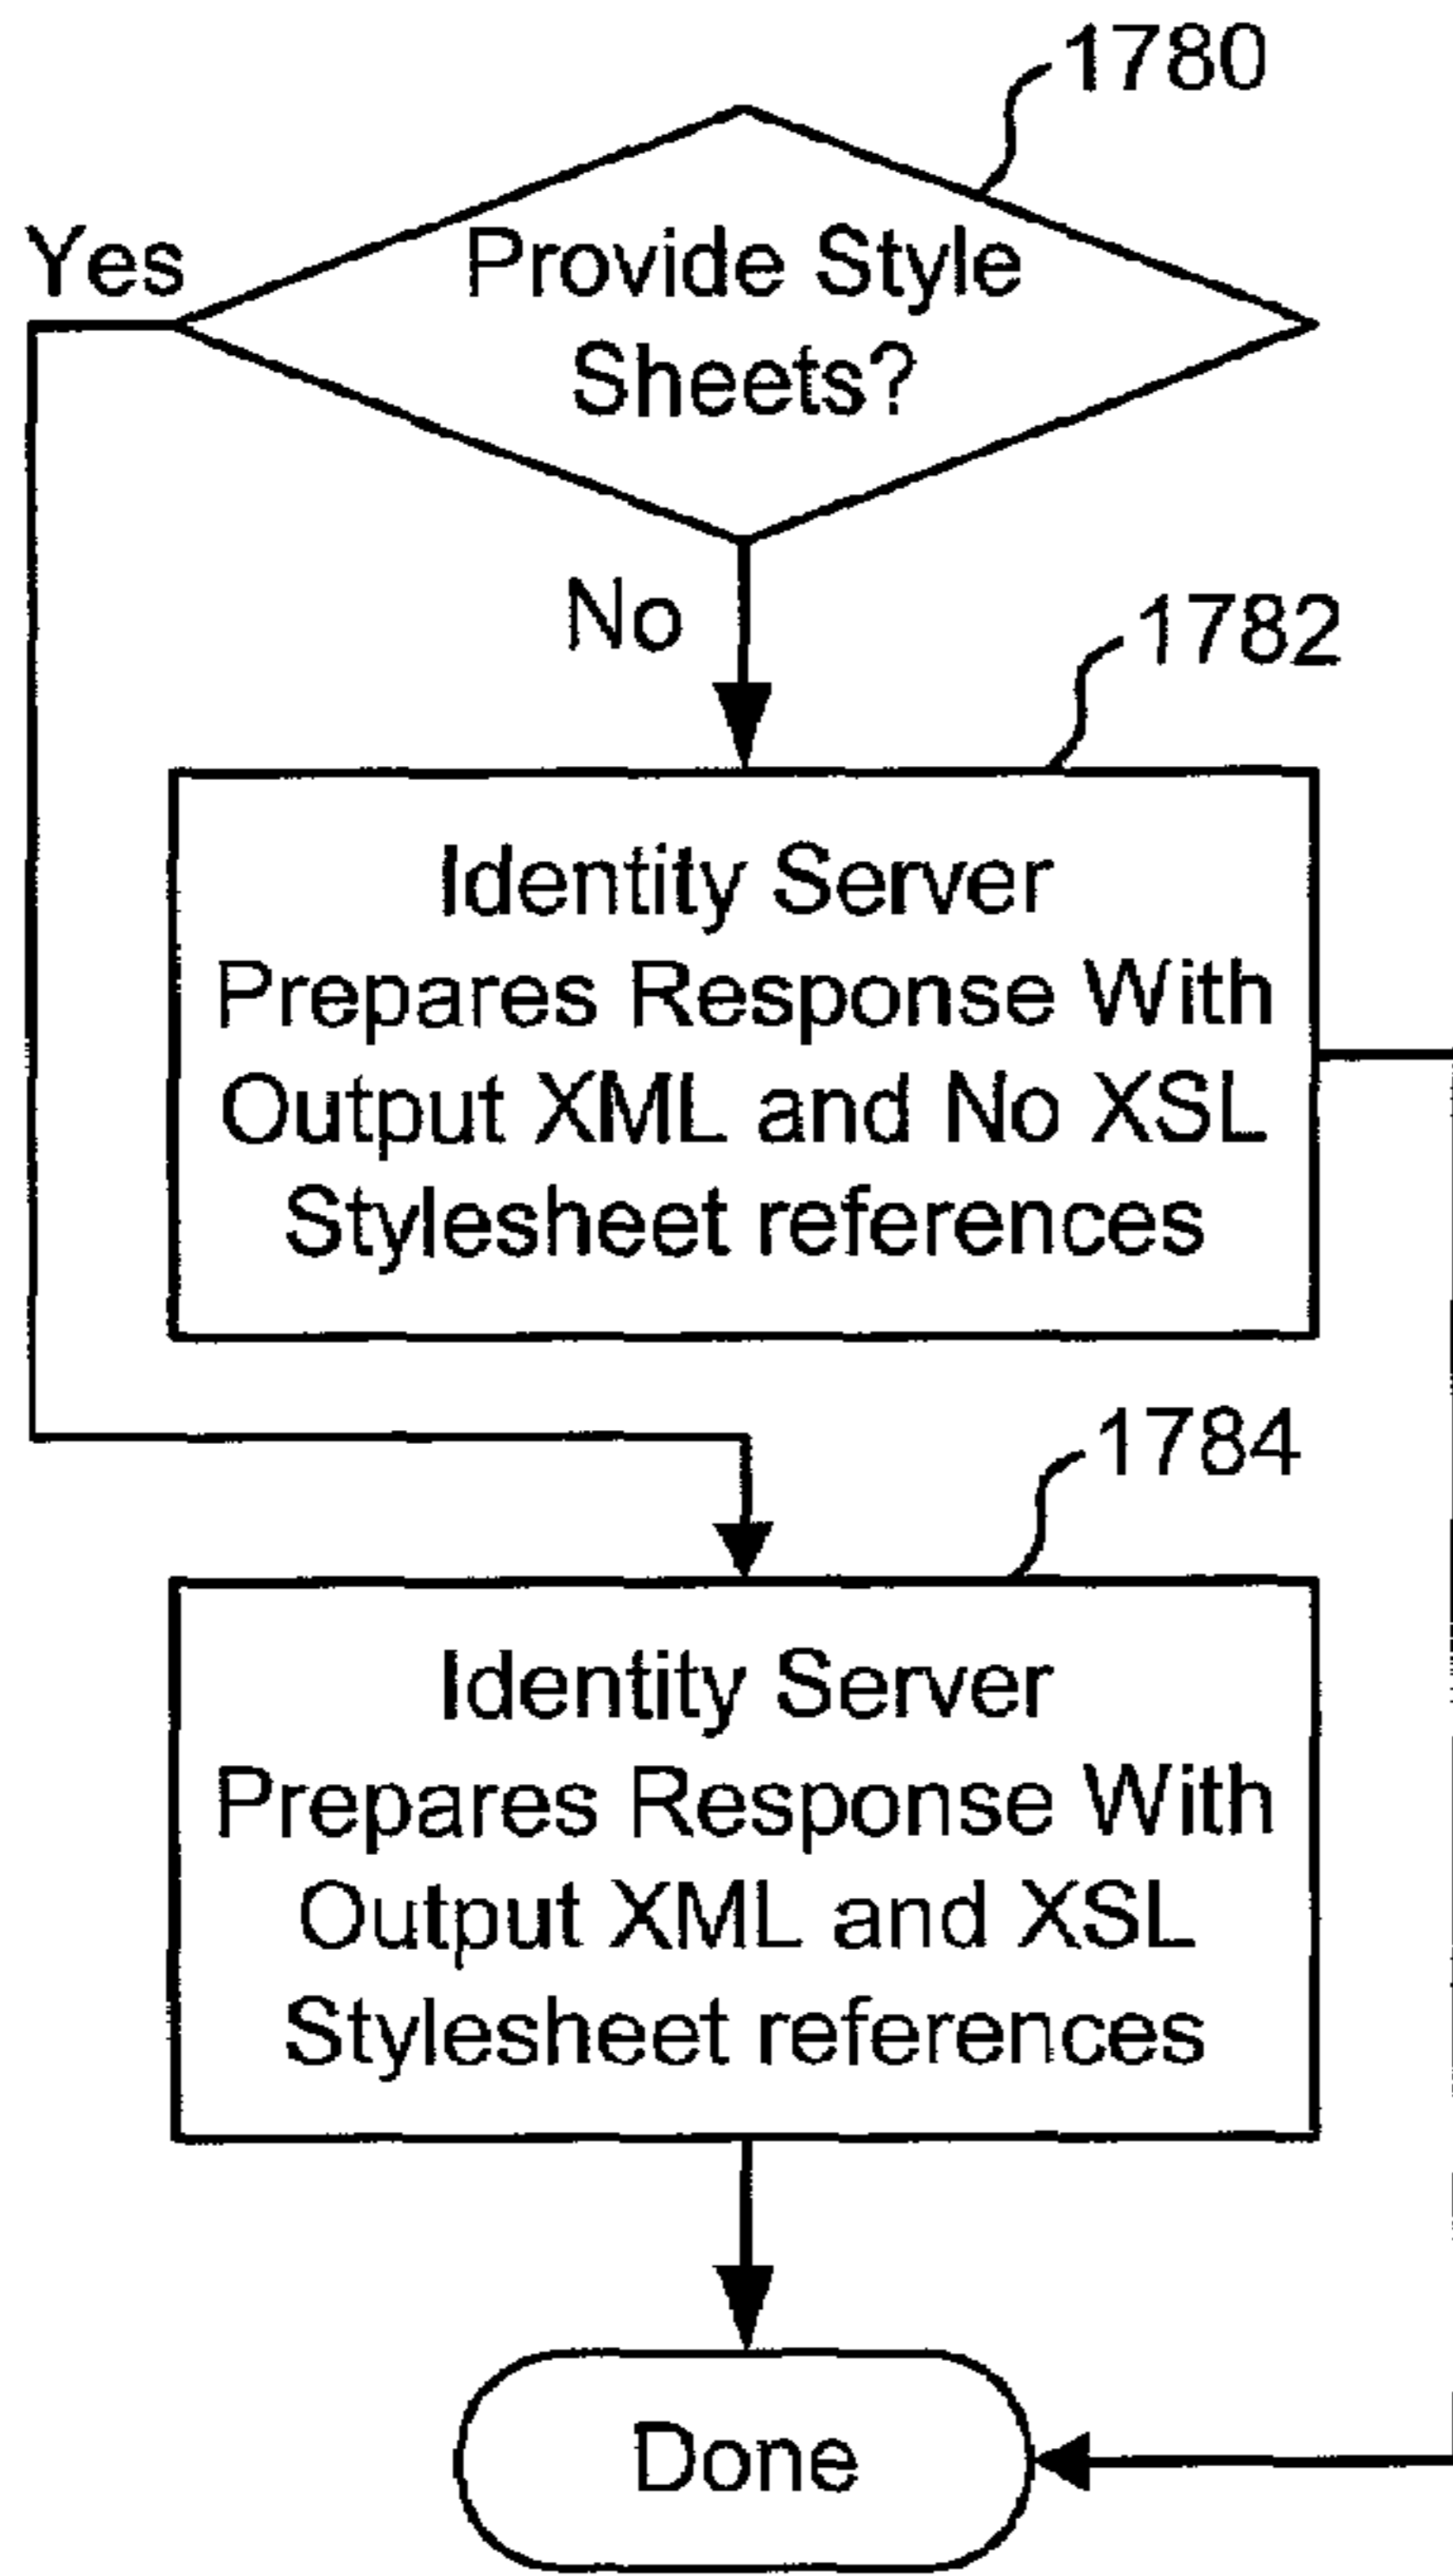 1780
Yes
Provide Style
Sheets?
No
1782
Identity Server
Prepares Response With
Output XML and No XSL
Stylesheet references
1784
Identity Server
Prepares Response With
Output XML and XSL
Stylesheet references
Done